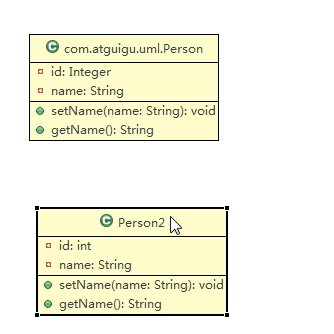 com.atguigu.uml.Person
id: Integer
name: String
setName(name: String): void
getName(): String
Person2
id: int
name: String
setName(name: String): void
getName(): String